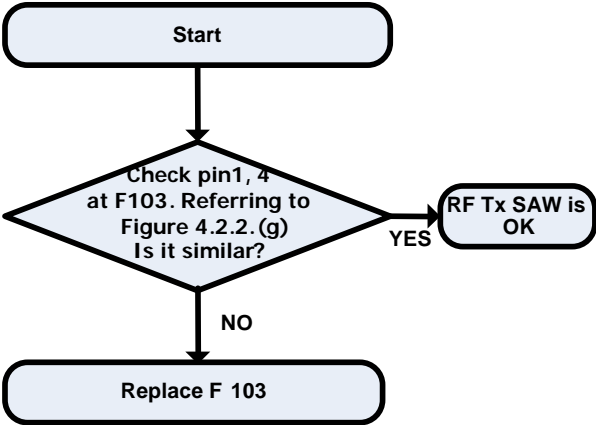 Start
Check pin1, 4
at F103. Referring to
Figure 4.2.2.(g)
Is it similar?
RF Tx SAW is
OK
YES
NO
Replace F 103